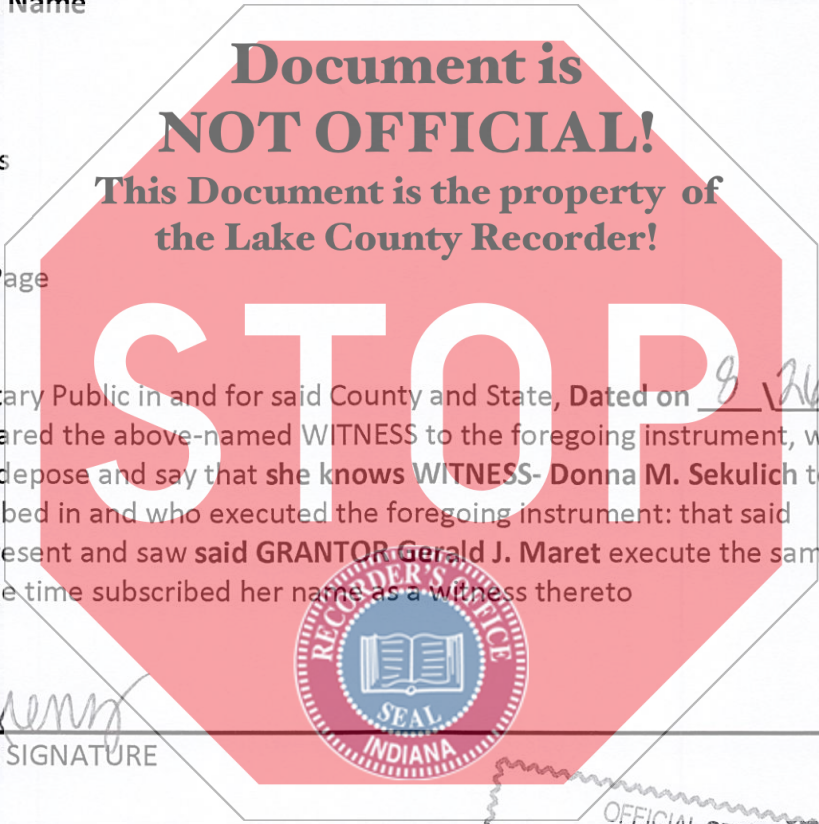 Name
Document is
NOT OFFICIAL!
This Document is the property of
the Lake County Recorder!
s
age
STOP
tary Public in and for said County and State, Dated on 8 \ 26
ared the above-named WITNESS to the foregoing instrument, w
depose and say that she knows WITNESS- Donna M. Sekulich t
bed in and who executed the foregoing instrument: that said
esent and saw said GRANTOR Gerald J. Maret execute the sam
e time subscribed her name as a witness thereto
RECORDER'S OFFICE
SEAL
INDIANA
SIGNATURE
OFFICIAL